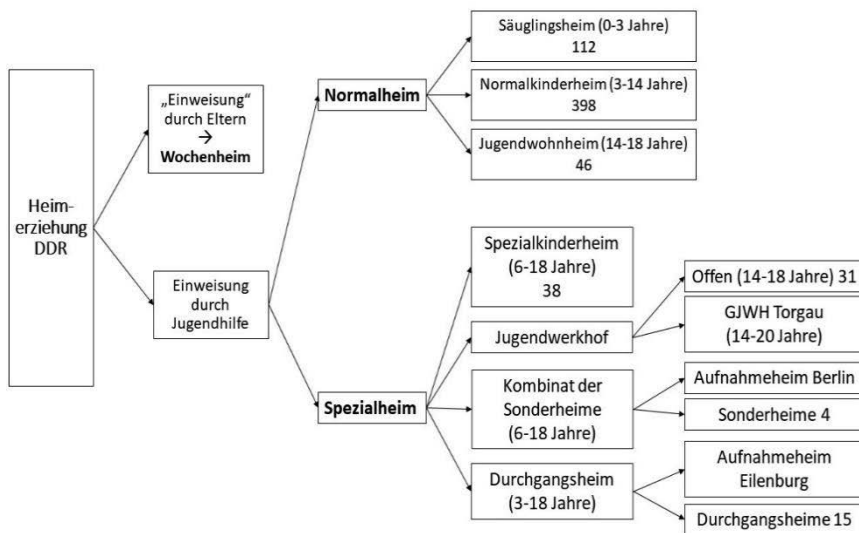 Heim-
erziehung
DDR
„Einweisung“
durch Eltern
→
Wochenheim
Einweisung
durch
Jugendhilfe
Normalheim
Säuglingsheim (0-3 Jahre)
112
Normalkinderheim (3-14 Jahre)
398
Jugendwohnheim (14-18 Jahre)
46
Spezialheim
Spezialkinderheim
(6-18 Jahre)
38
Jugendwerkhof
Offen (14-18 Jahre) 31
GJWH Torgau
(14-20 Jahre)
Kombinat der
Sonderheime
(6-18 Jahre)
Aufnahmeheim Berlin
Sonderheime 4
Durchgangsheim
(3-18 Jahre)
Aufnahmeheim
Eilenburg
Durchgangsheime 15